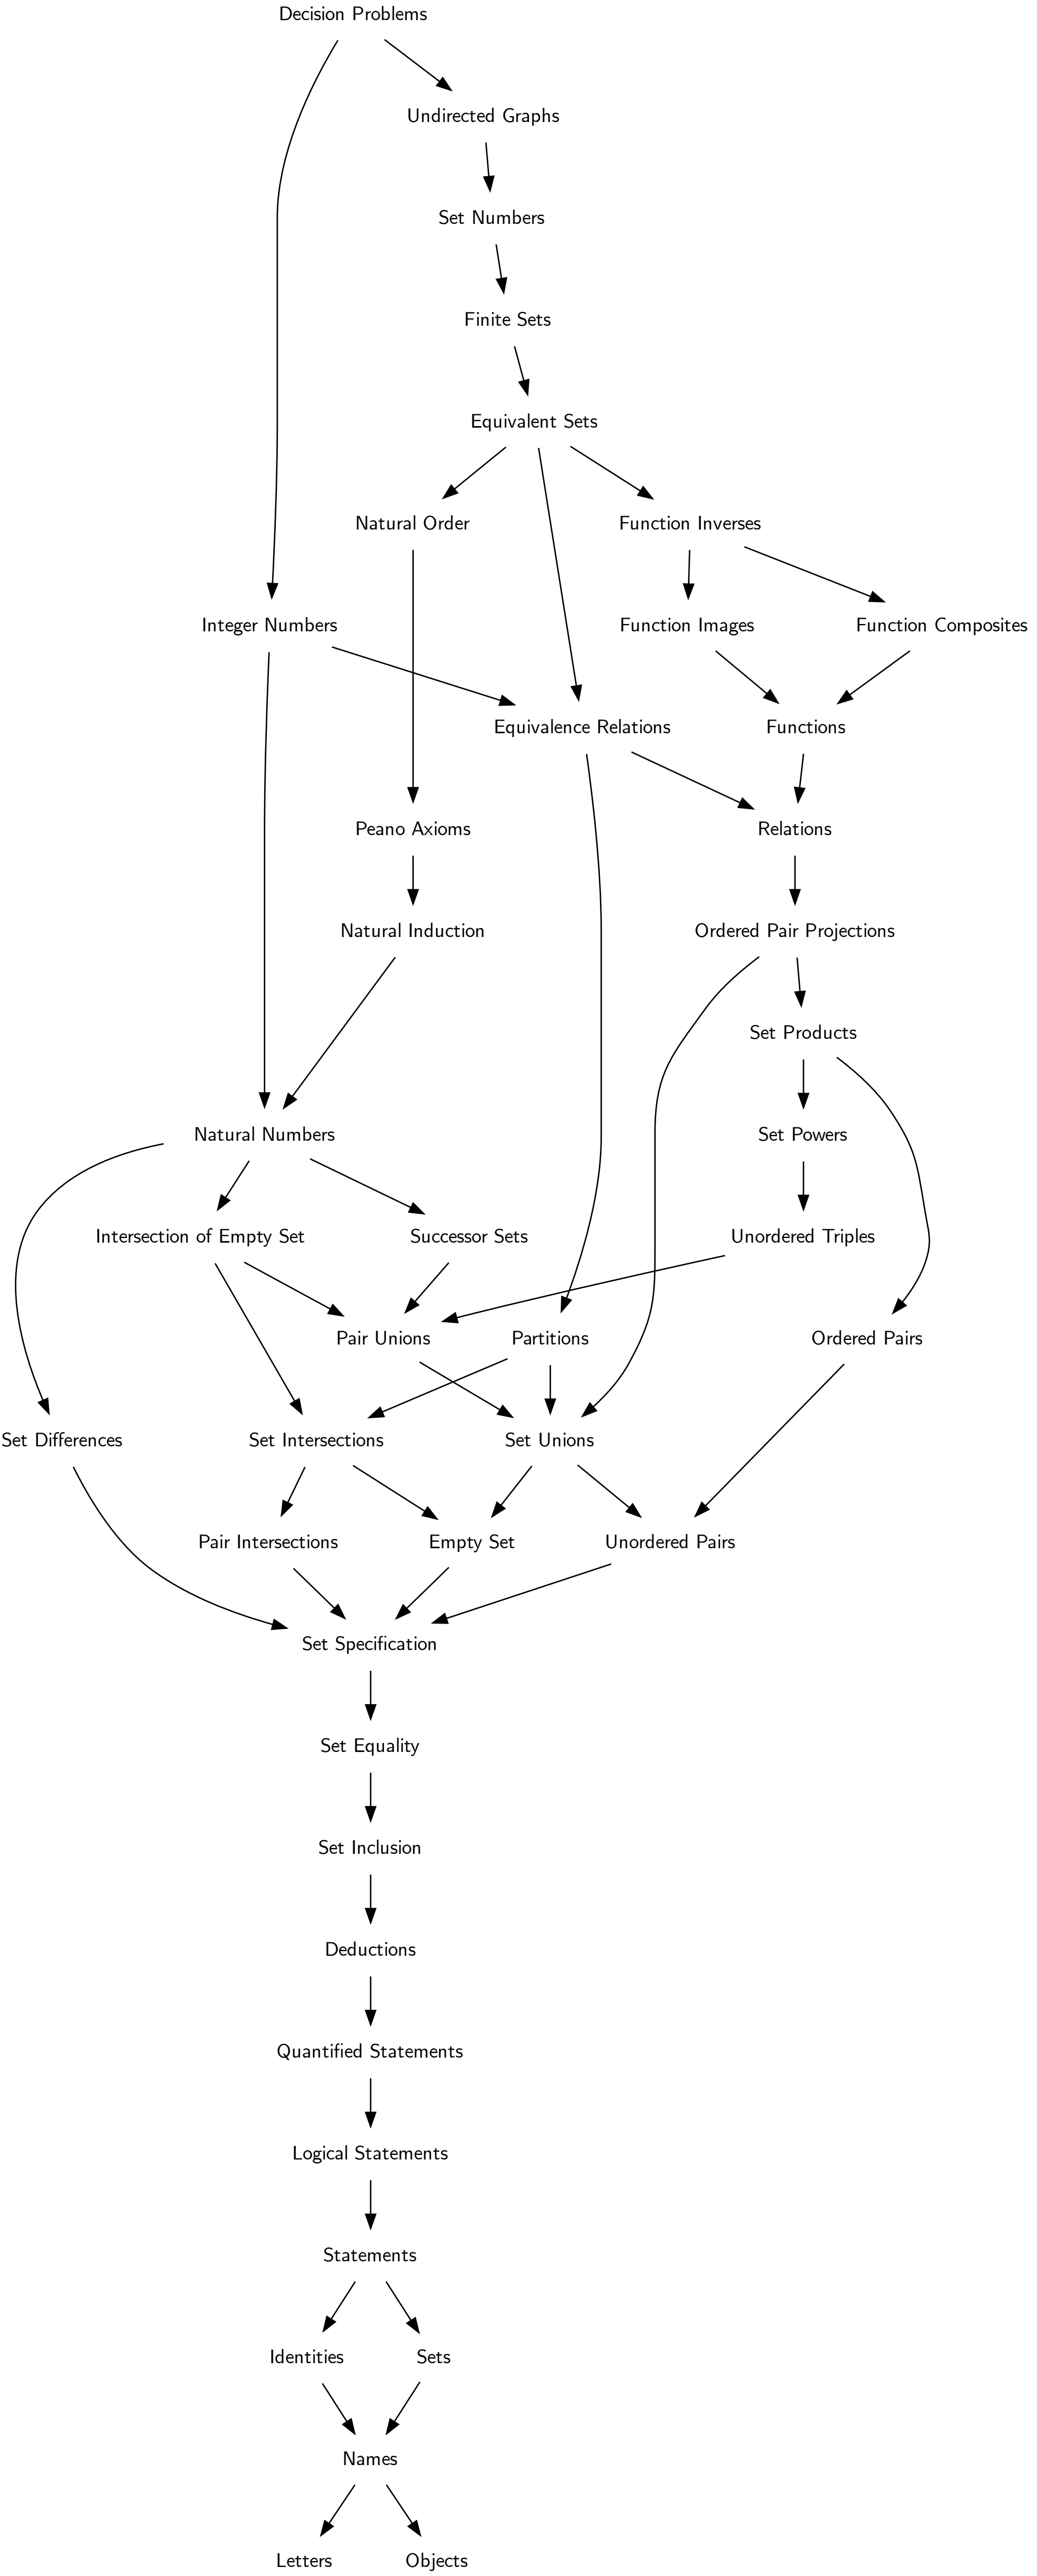 Decision Problems
Undirected Graphs
Set Numbers
Finite Sets
Equivalent Sets
Natural Order
Function Inverses
Integer Numbers
Function Images
Function Composites
Equivalence Relations
Functions
Peano Axioms
Relations
Natural Induction
Ordered Pair Projections
Set Products
Natural Numbers
Set Powers
Intersection of Empty Set
Successor Sets
Unordered Triples
Pair Unions
Partitions
Ordered Pairs
Set Differences
Set Intersections
Set Unions
Pair Intersections
Empty Set
Unordered Pairs
Set Specification
Set Equality
Set Inclusion
Deductions
Quantified Statements
Logical Statements
Statements
Identities
Sets
Names
Letters
Objects